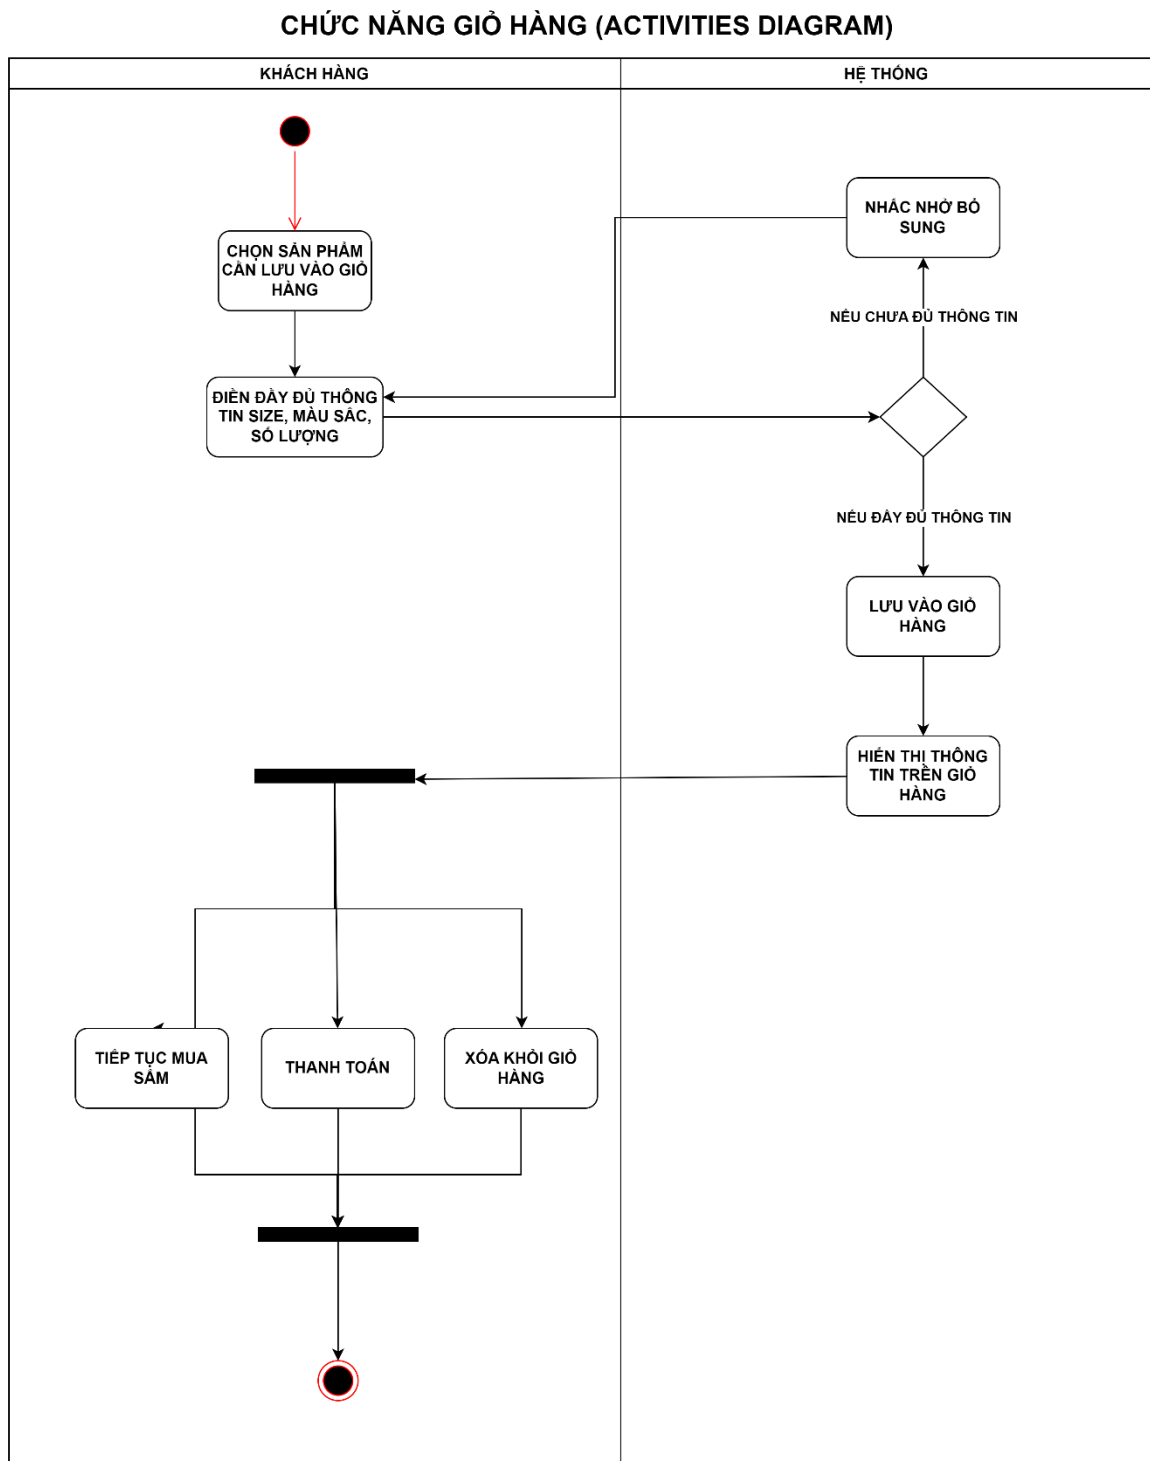 CHỨC NĂNG GIỎ HÀNG (ACTIVITIES DIAGRAM)
KHÁCH HÀNG
HỆ THỐNG
NHẮC NHỞ BỔ
SUNG
CHỌN SẢN PHẨM
CẦN LƯU VÀO GIỎ
HÀNG
NẾU CHƯA ĐỦ THÔNG TIN
ĐIỀN ĐẦY ĐỦ THÔNG
TIN SIZE, MÀU SẮC,
SỐ LƯỢNG
NẾU ĐẦY ĐỦ THÔNG TIN
LƯU VÀO GIỎ
HÀNG
HIỂN THỊ THÔNG
TIN TRÊN GIỎ
HÀNG
TIẾP TỤC MUA
SẮM
THANH TOÁN
XÓA KHỎI GIỎ
HÀNG